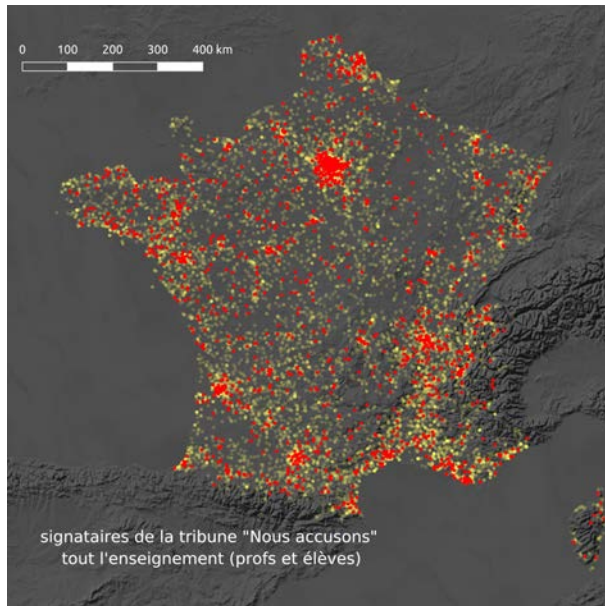 0 100 200 300 400 km
signataires de la tribune "Nous accusons"
tout l'enseignement (profs et élèves)